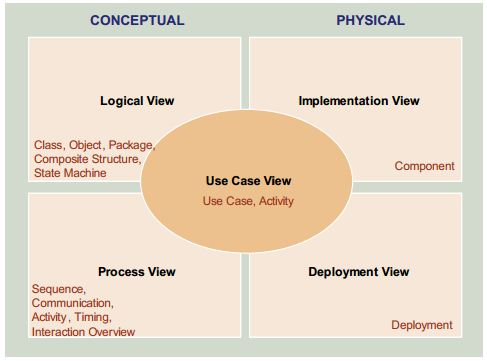 CONCEPTUAL
PHYSICAL
Logical View
Implementation View
Class, Object, Package,
Composite Structure,
State Machine
Component
Use Case View
Use Case, Activity
Process View
Deployment View
Sequence,
Communication,
Activity , Timing,
Interaction Overview
Deployment